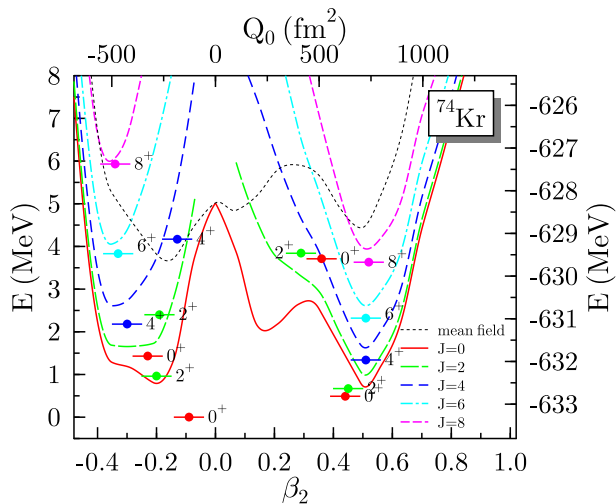 Q₀ (fm²)
-500 0 500 1000
8 7 6 5 4 3 2 1 0
E (MeV)
⁷⁴Kr
-626 -627 -628 -629 -630 -631 -632 -633
E (MeV)
8⁺
6⁺ 4⁺ 2⁺ 0⁺ 8⁺
2⁺ 6⁺
4
0⁺ 4⁺
2⁺ 2⁺
0⁺
0⁺
mean field
J=0
J=2
J=4
J=6
J=8
-0.4 -0.2 0.0 0.2 0.4 0.6 0.8 1.0
β₂